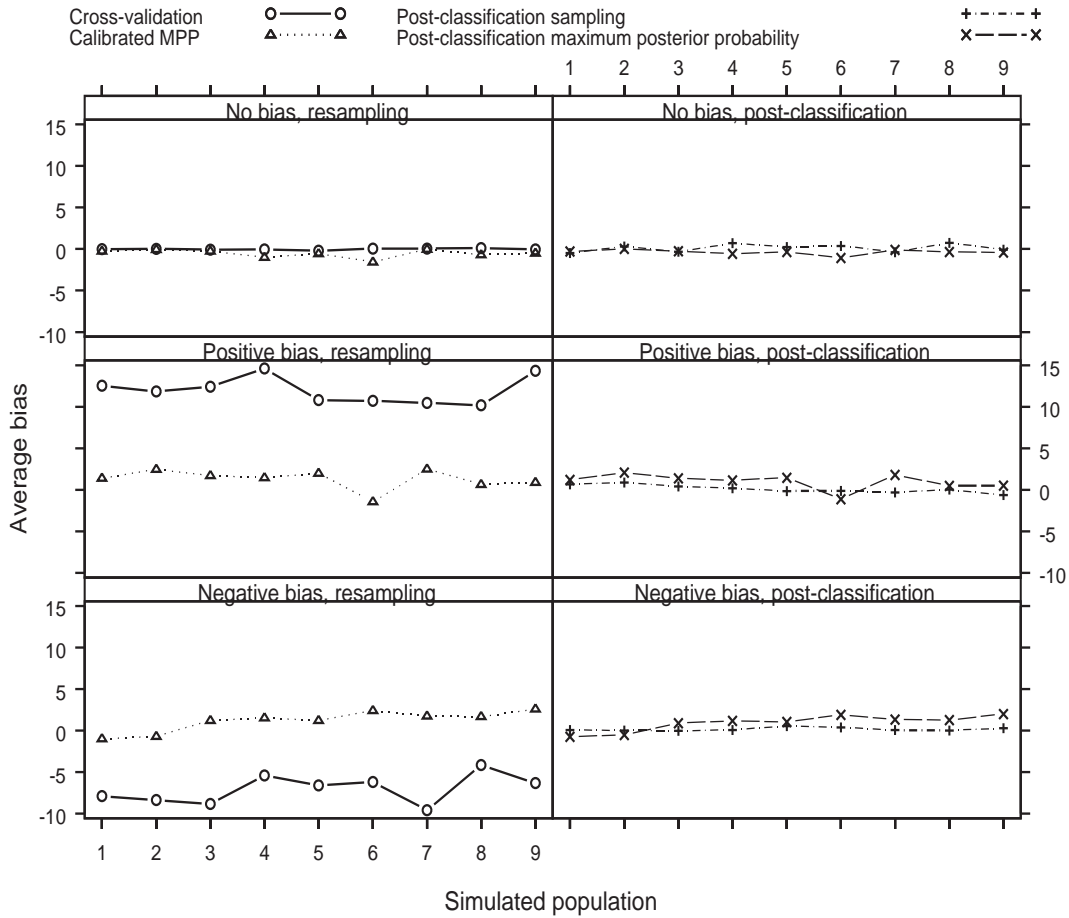 Cross-validation
Post-classification sampling
Calibrated MPP
Post-classification maximum posterior probability
1 2 3 4 5 6 7 8 9
No bias, resampling
No bias, post-classification
15
10
5
0
-5
-10
Positive bias, resampling
Positive bias, post-classification
15
10
5
0
-5
-10
Average bias
Negative bias, resampling
Negative bias, post-classification
15
10
5
0
-5
-10
1 2 3 4 5 6 7 8 9
Simulated population